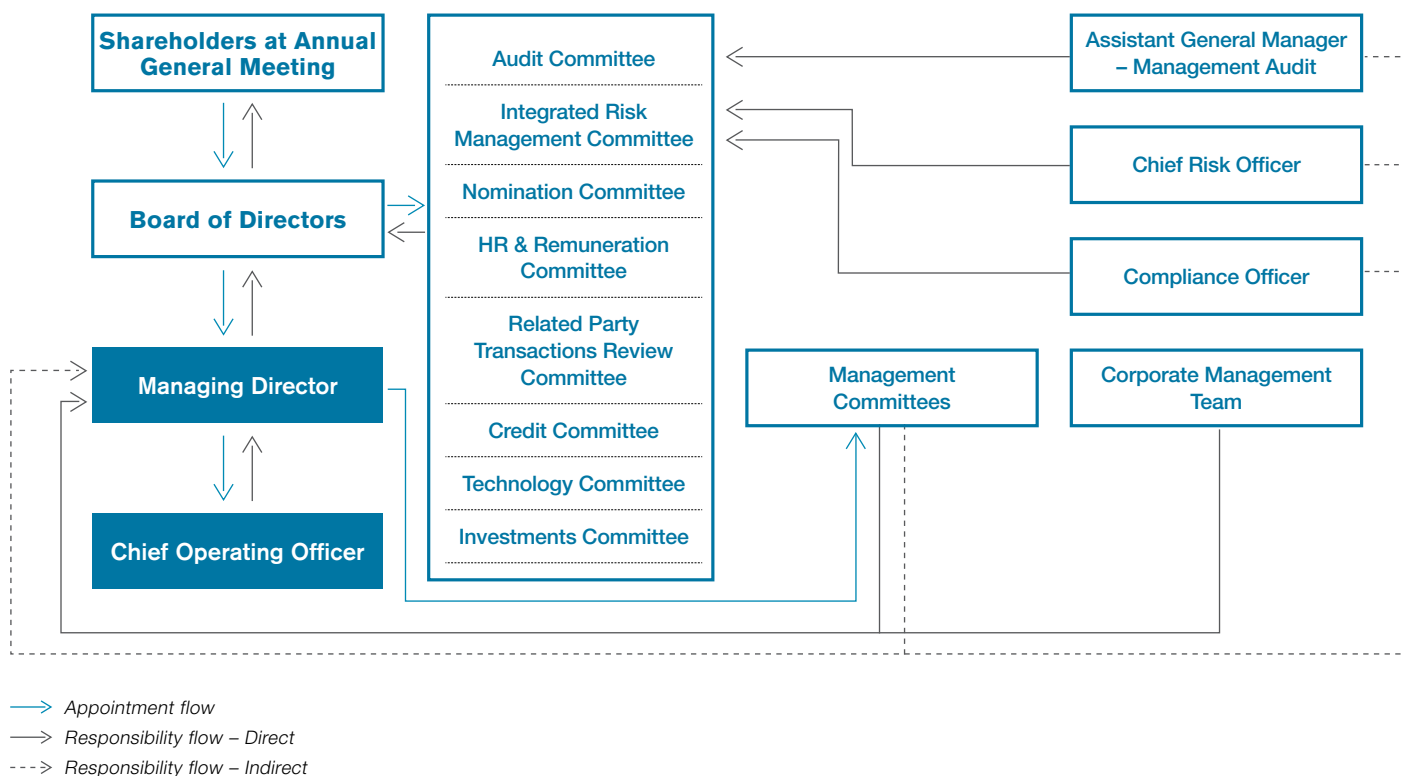 Shareholders at Annual
General Meeting
Board of Directors
Managing Director
Chief Operating Officer
Audit Committee
Integrated Risk
Management Committee
Nomination Committee
HR & Remuneration
Committee
Related Party
Transactions Review
Committee
Credit Committee
Technology Committee
Investments Committee
Management
Committees
Assistant General Manager
– Management Audit
Chief Risk Officer
Compliance Officer
Corporate Management
Team
Appointment flow
Responsibility flow – Direct
Responsibility flow – Indirect